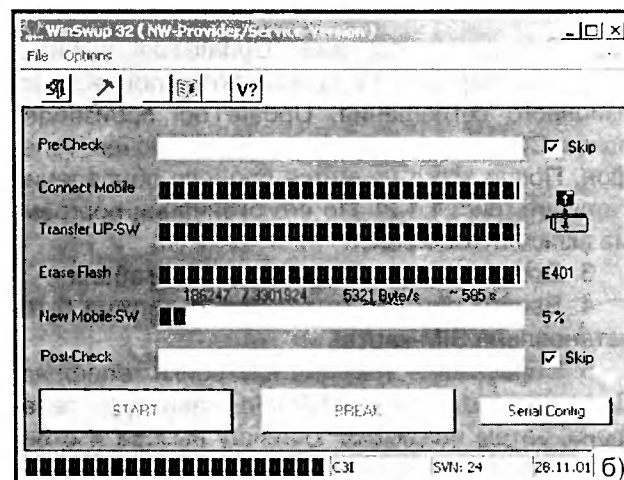 WinSwup 32 ( NW-Provider/Service Version )
File Options
V?
Pre-Check Skip
Connect Mobile
Transfer UP-SW
Erase Flash E401
186247 / 3301924 5321 Byte/s ~ 585 s
New Mobile-SW 5%
Post-Check Skip
START BREAK Serial Config
C3I SVN: 24 28.11.01 б)